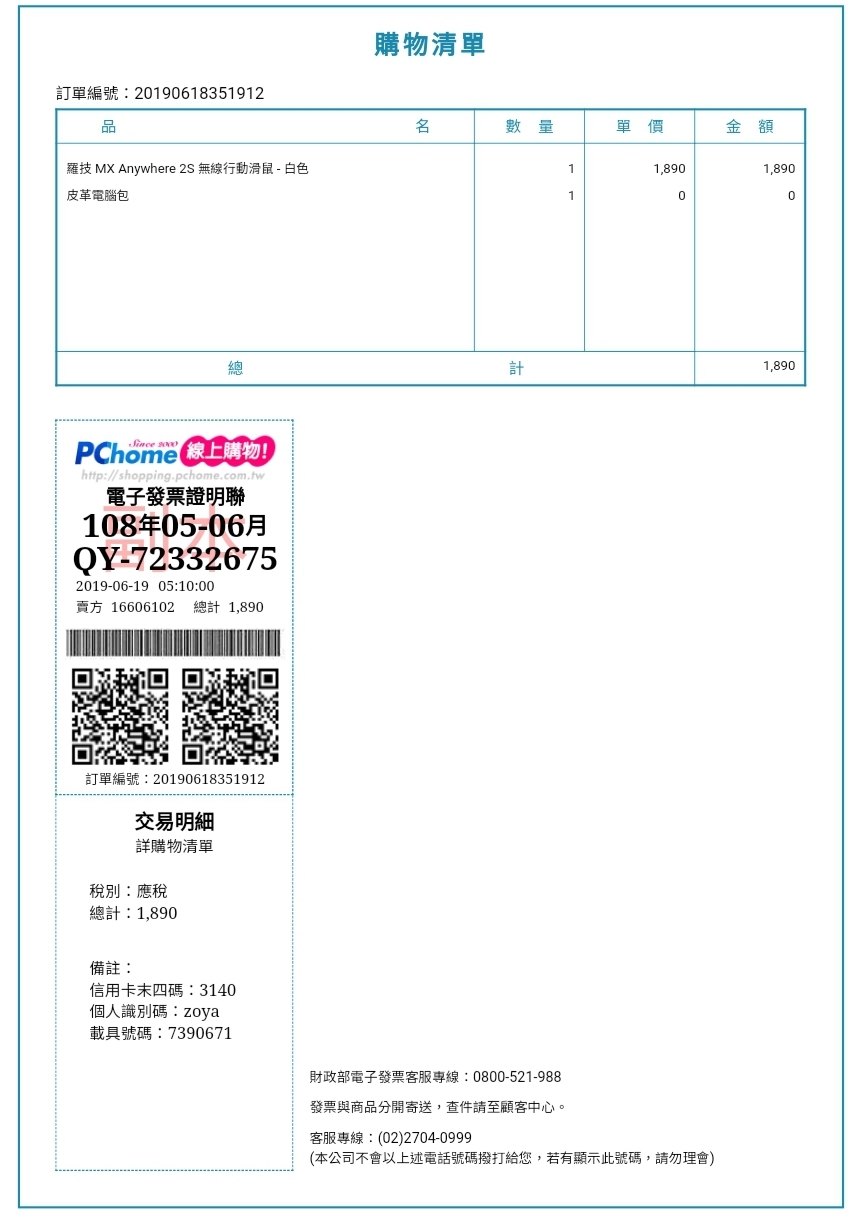 購物清單
訂單編號：20190618351912
品 名 數 量 單 價 金 額
羅技 MX Anywhere 2S 無線行動滑鼠 - 白色 1 1,890 1,890
皮革電腦包 1 0 0
總 計 1,890
Since 2000
PChome 線上購物!
http://shopping.pchome.com.tw
電子發票證明聯
副本
108年05-06月
QY-72332675
2019-06-19 05:10:00
賣方 16606102 總計 1,890
訂單編號：20190618351912
交易明細
詳購物清單
稅別：應稅
總計：1,890
備註：
信用卡末四碼：3140
個人識別碼：zoya
載具號碼：7390671
財政部電子發票客服專線：0800-521-988
發票與商品分開寄送，查件請至顧客中心。
客服專線：(02)2704-0999
(本公司不會以上述電話號碼撥打給您，若有顯示此號碼，請勿理會)